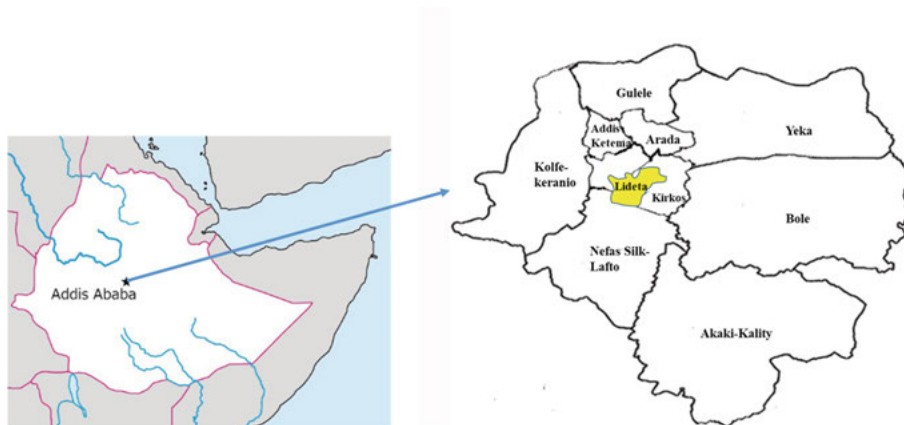 Addis Ababa
Gulele
Addis
Ketema
Arada
Yeka
Kolfe-
keranio
Lideta
Kirkos
Bole
Nefas Silk-
Lafto
Akaki-Kality